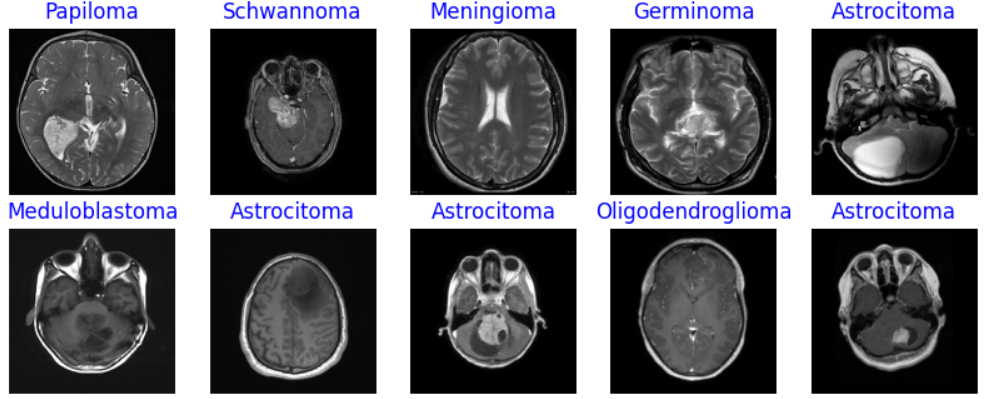 Papiloma Schwannoma Meningioma Germinoma Astrocitoma
Meduloblastoma Astrocitoma Astrocitoma Oligodendroglioma Astrocitoma